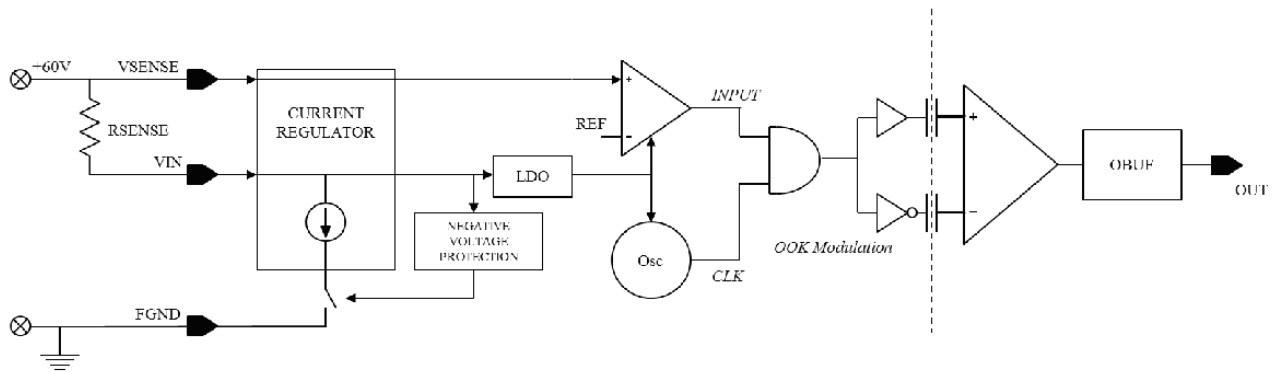 +60V
VSENSE
RSENSE
VIN
FGND
CURRENT
REGULATOR
LDO
NEGATIVE
VOLTAGE
PROTECTION
REF
+
−
INPUT
Osc
CLK
OOK Modulation
+
−
OBUF
OUT